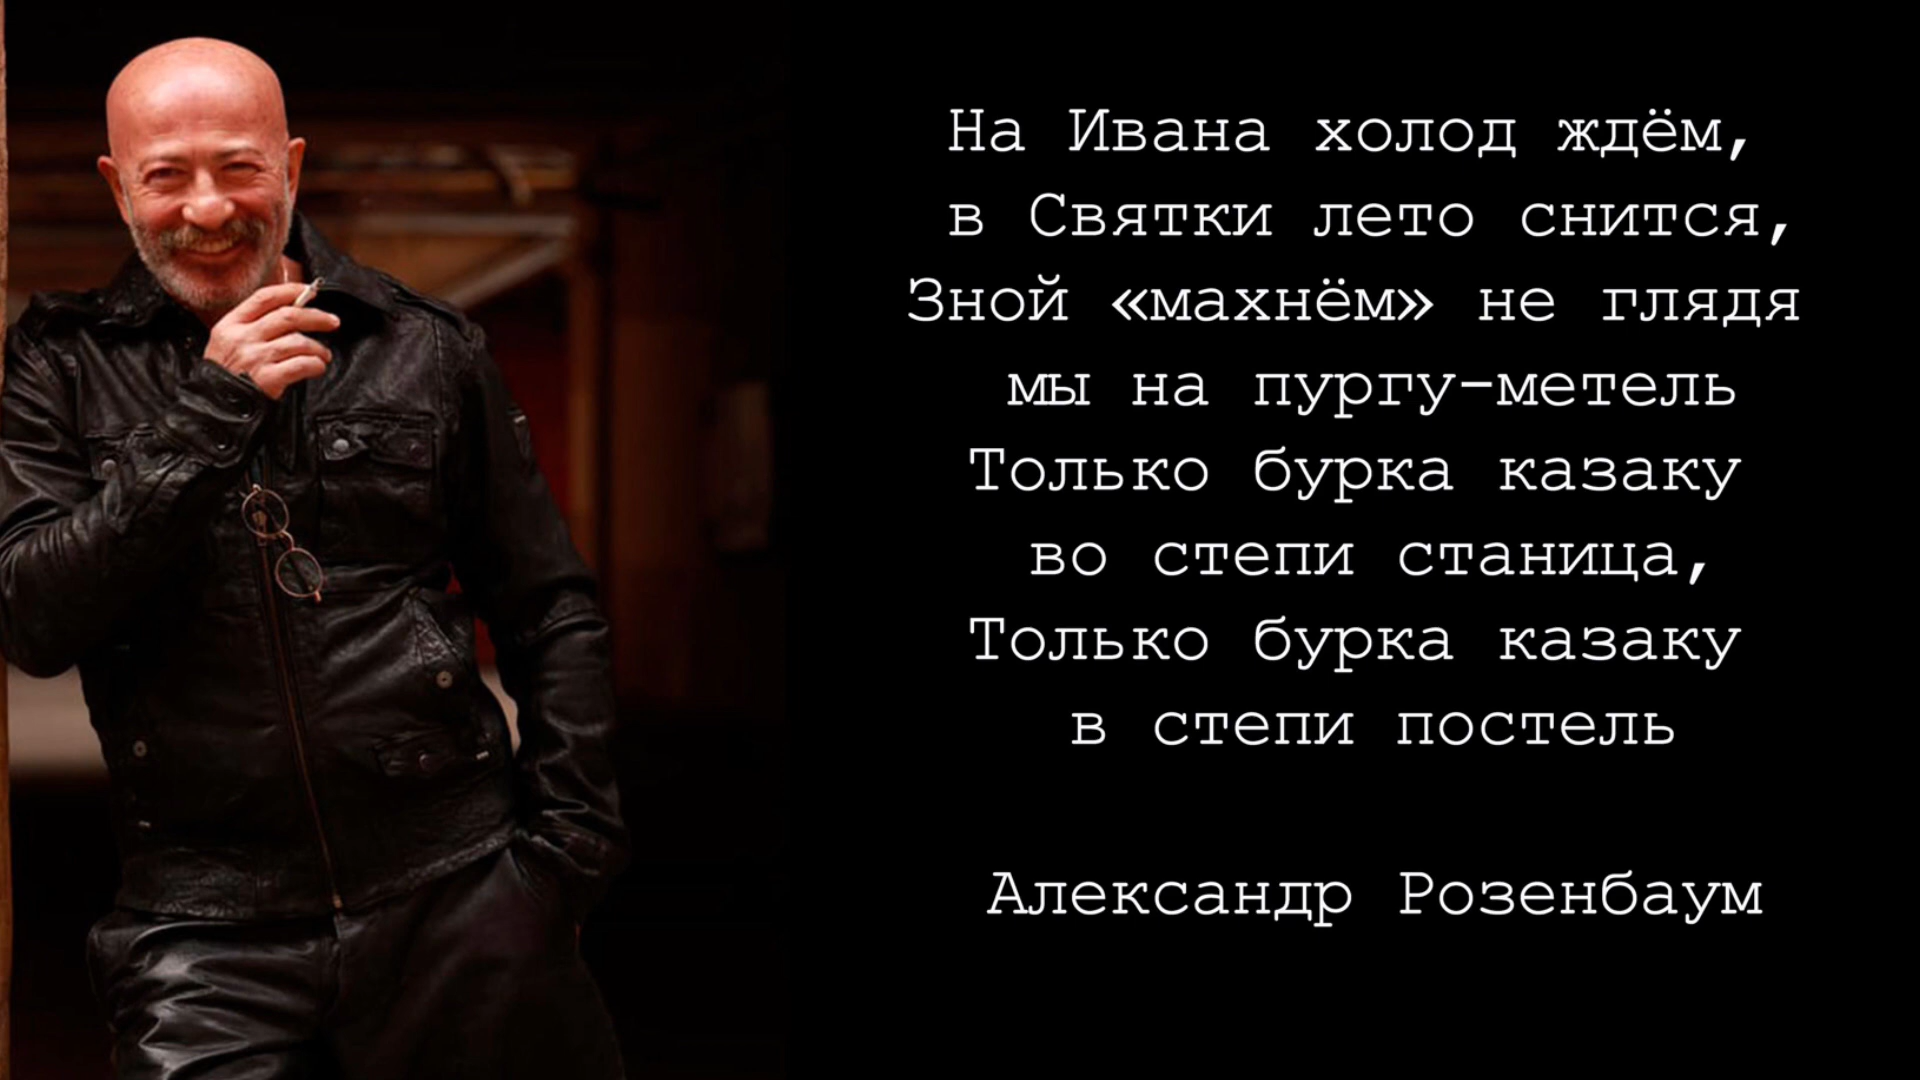 На Ивана холод ждём,
в Святки лето снится,
Зной «махнём» не глядя
мы на пургу-метель
Только бурка казаку
во степи станица,
Только бурка казаку
в степи постель
Александр Розенбаум